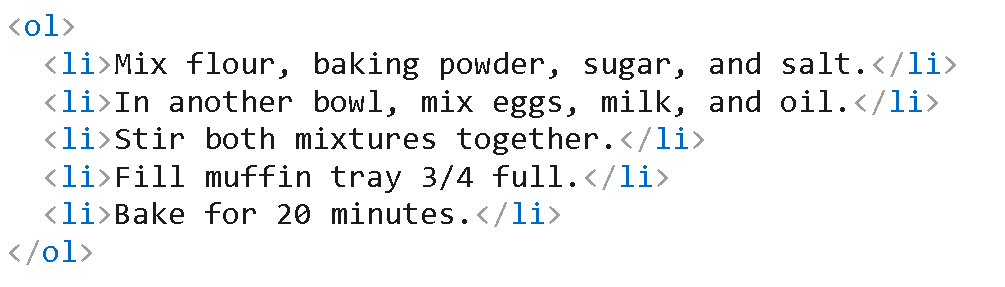 <ol>
<li>Mix flour, baking powder, sugar, and salt.</li>
<li>In another bowl, mix eggs, milk, and oil.</li>
<li>Stir both mixtures together.</li>
<li>Fill muffin tray 3/4 full.</li>
<li>Bake for 20 minutes.</li>
</ol>